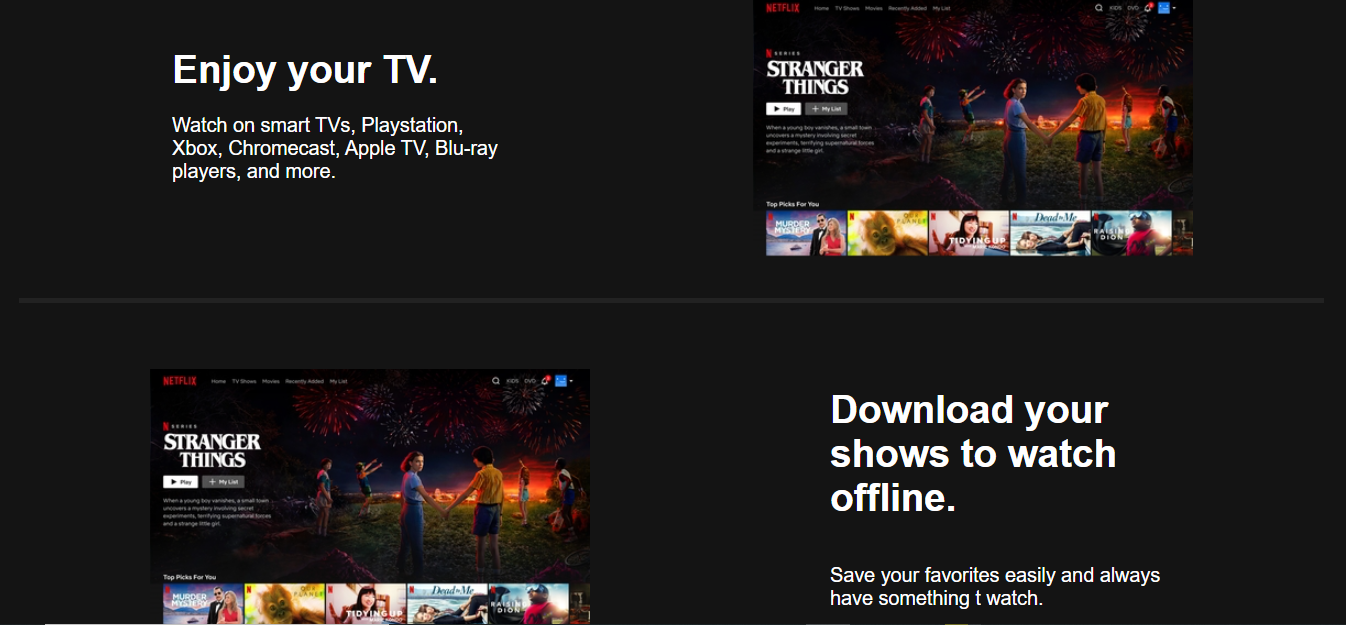 Enjoy your TV.
Watch on smart TVs, Playstation,
Xbox, Chromecast, Apple TV, Blu-ray
players, and more.
NETFLIX Home TV Shows Movies Recently Added My List KIDS DVD
N SERIES
STRANGER
THINGS
Play + My List
When a young boy vanishes, a small town
uncovers a mystery involving secret
experiments, terrifying supernatural forces
and a strange little girl.
Top Picks For You
MURDER
MYSTERY
OUR
PLANET
TIDYING UP
Dead to Me
RAISING
DION
NETFLIX Home TV Shows Movies Recently Added My List KIDS DVD
N SERIES
STRANGER
THINGS
Play + My List
When a young boy vanishes, a small town
uncovers a mystery involving secret
experiments, terrifying supernatural forces
and a strange little girl.
Top Picks For You
MURDER
MYSTERY
OUR
PLANET
TIDYING UP
Dead to Me
RAISING
DION
Download your
shows to watch
offline.
Save your favorites easily and always
have something t watch.